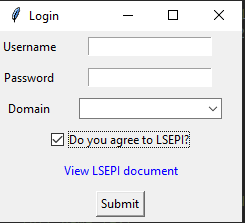 Login
Username
Password
Domain
Do you agree to LSEPI?
View LSEPI document
Submit